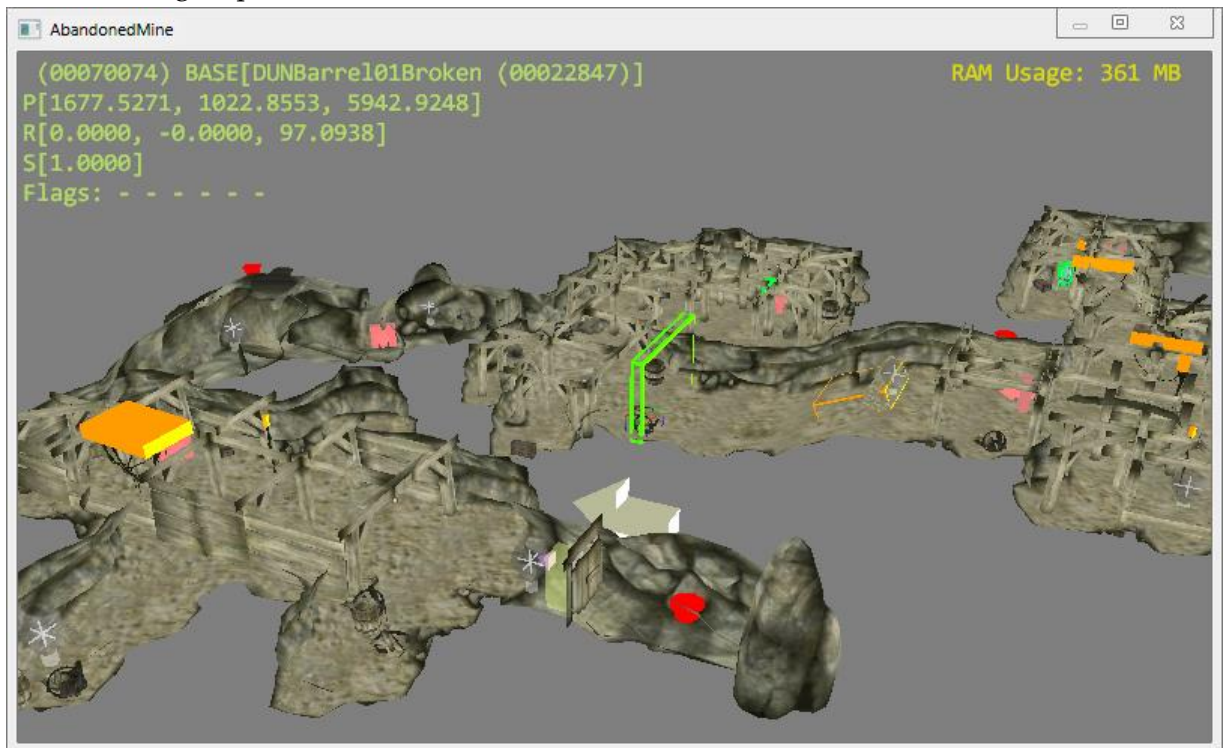 AbandonedMine
(00070074) BASE[DUNBarrel01Broken (00022847)]
RAM Usage: 361 MB
P[1677.5271, 1022.8553, 5942.9248]
R[0.0000, -0.0000, 97.0938]
S[1.0000]
Flags: - - - - - -
M